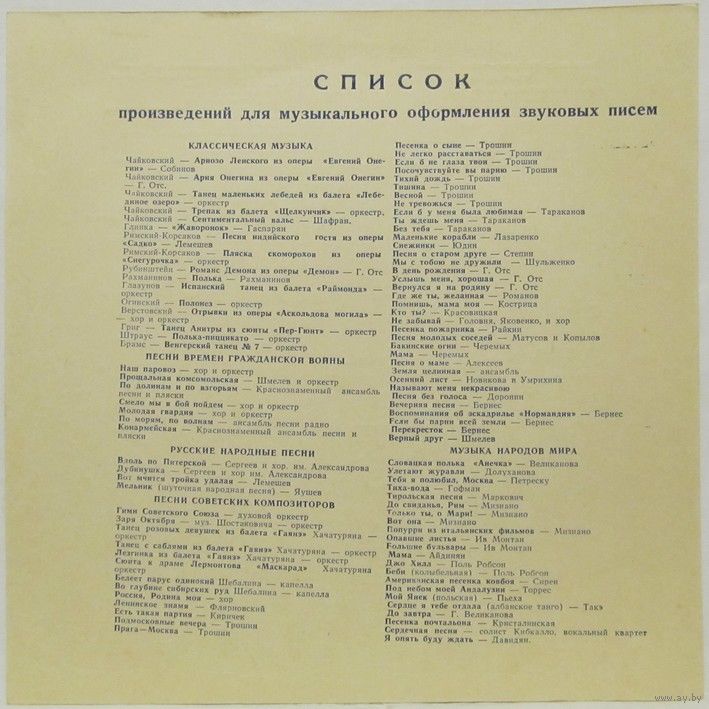 СПИСОК
произведений для музыкального оформления звуковых писем
КЛАССИЧЕСКАЯ МУЗЫКА
Чайковский — Ариозо Ленского из оперы «Евгений Оне-
гин» — Собинов
Чайковский — Ария Онегина из оперы «Евгений Онегин»
— Г. Отс.
Чайковский — Танец маленьких лебедей из балета «Лебе-
диное озеро» — оркестр
Чайковский — Трепак из балета «Щелкунчик» — оркестр,
Чайковский — Сентиментальный вальс — Шафран,
Глинка — «Жаворонок» — Гаспарян
Римский-Корсаков — Песня индийского гостя из оперы
«Садко» — Лемешев
Римский-Корсаков — Пляска скоморохов из оперы
«Снегурочка» — оркестр
Рубинштейн — Романс Демона из оперы «Демон» — Г. Отс
Рахманинов — Полька — Рахманинов
Глазунов — Испанский танец из балета «Раймонда» —
оркестр
Огинский — Полонез — оркестр
Верстовский — Отрывки из оперы «Аскольдова могила» —
— хор и оркестр
Григ — Танец Анитры из сюиты «Пер-Гюнт» — оркестр
Штраус — Полька-пиццикато — оркестр
Брамс — Венгерский танец № 7 — оркестр
ПЕСНИ ВРЕМЕН ГРАЖДАНСКОЙ ВОЙНЫ
Наш паровоз — хор и оркестр
Прощальная комсомольская — Шмелев и оркестр
По долинам и по взгорьям — Краснознаменный ансамбль
песни и пляски
Смело мы в бой пойдем — хор и оркестр
Молодая гвардия — хор и оркестр
По морям, по волнам — ансамбль песни радио
Конармейская — Краснознаменный ансамбль песни и
пляски
РУССКИЕ НАРОДНЫЕ ПЕСНИ
Вдоль по Питерской — Сергеев и хор. им. Александрова
Дубинушка — Сергеев и хор им. Александрова
Вот мчится тройка удалая — Лемешев
Мельник (шуточная народная песня) — Яушев
ПЕСНИ СОВЕТСКИХ КОМПОЗИТОРОВ
Гимн Советского Союза — духовой оркестр
Заря Октября — муз. Шостаковича — оркестр
Танец розовых девушек из балета «Гаянэ» Хачатуряна —
оркестр
Танец с саблями из балета «Гаянэ» Хачатуряна — оркестр
Лезгинка из балета «Гаянэ» Хачатуряна — оркестр
Сюита к драме Лермонтова «Маскарад» Хачатуряна
оркестр
Белеет парус одинокий Шебалина — капелла
Во глубине сибирских руд Шебалина — капелла
Россия, Родина моя — хор
Ленинское знамя — Флярновский
Есть такая партия — Киричек
Подмосковные вечера — Трошин
Прага—Москва — Трошин
Песенка о сыне — Трошин
Не легко расставаться — Трошин
Если б не глаза твои — Трошин
Посочувствуйте вы парню — Трошин
Тихий дождь — Трошин
Тишина — Трошин
Весной — Трошин
Не тревожься — Трошин
Если б у меня была любимая — Тараканов
Ты ждешь меня — Тараканов
Без тебя — Тараканов
Маленькие корабли — Лазаренко
Снежинки — Юдин
Песня о старом друге — Степин
Мы с тобою не дружили — Шульженко
В день рождения — Г. Отс
Услышь меня, хорошая — Г. Отс
Вернулся я на родину — Г. Отс
Где же ты, желанная — Романов
Помнишь, мама моя — Кострица
Кто ты? — Красовицкая
Не забывай — Головня, Яковенко, и хор
Песенка пожарника — Райкин
Песня молодых соседей — Матусов и Копылов
Бакинские огни — Черемых
Мама — Черемых
Песня о маме — Алексеев
Земля целинная — ансамбль
Осенний лист — Новикова и Умрихина
Называют меня некрасивою
Песня без голоса — Доронин
Вечерняя песня — Бернес
Воспоминания об эскадрилье «Нормандия» — Бернес
Если бы парни всей земли — Бернес
Перекресток — Бернес
Верный друг — Шмелев
МУЗЫКА НАРОДОВ МИРА
Словацкая полька «Анечка» — Великанова
Улетают журавли — Долуханова
Тебя я полюбил, Москва — Петреску
Тиха-вода — Гофман
Тирольская песня — Маркович
До свиданья, Рим — Мизиано
Только ты, о Мари! — Мизиано
Вот она — Мизиано
Попурри из итальянских фильмов — Мизиано
Опавшие листья — Ив Монтан
Большие бульвары — Ив Монтан
Мама — Айдинян
Джо Хилл — Поль Робсон
Беби (колыбельная) — Поль Робсон
Американская песенка ковбоя — Сирен
Под небом моей Андалузии — Торрес
Мой Янек (польская) — Пьеха
Сердце я тебе отдала (албанское танго) — Такэ
До завтра — Г. Великанова
Песенка почтальона — Кристалинская
Сердечная песня — солист Кибкалло, вокальный квартет
Я опять буду ждать — Давидян.
www.ay.by